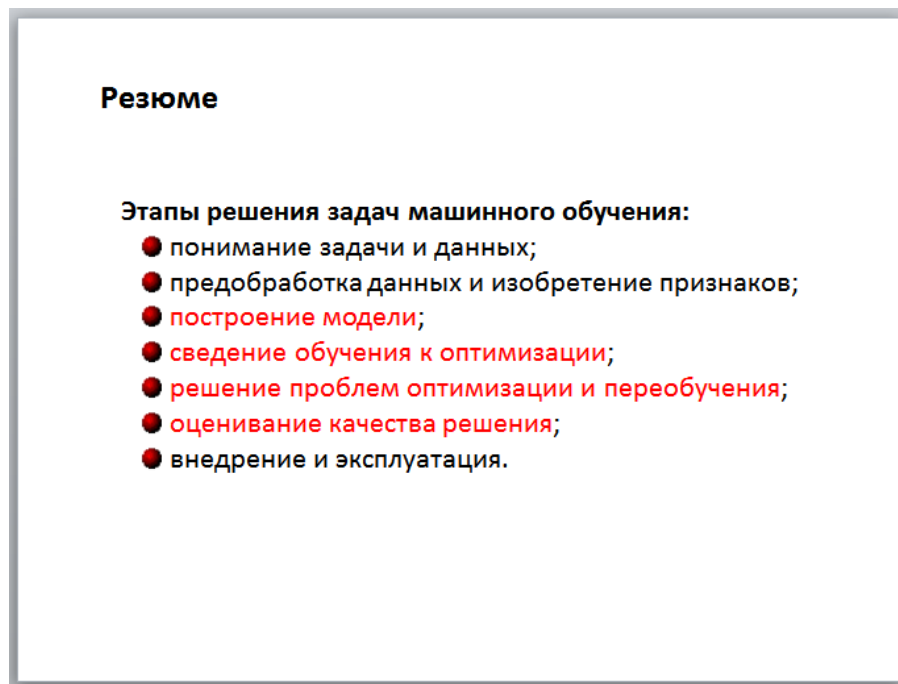 Резюме
Этапы решения задач машинного обучения:
понимание задачи и данных;
предобработка данных и изобретение признаков;
построение модели;
сведение обучения к оптимизации;
решение проблем оптимизации и переобучения;
оценивание качества решения;
внедрение и эксплуатация.